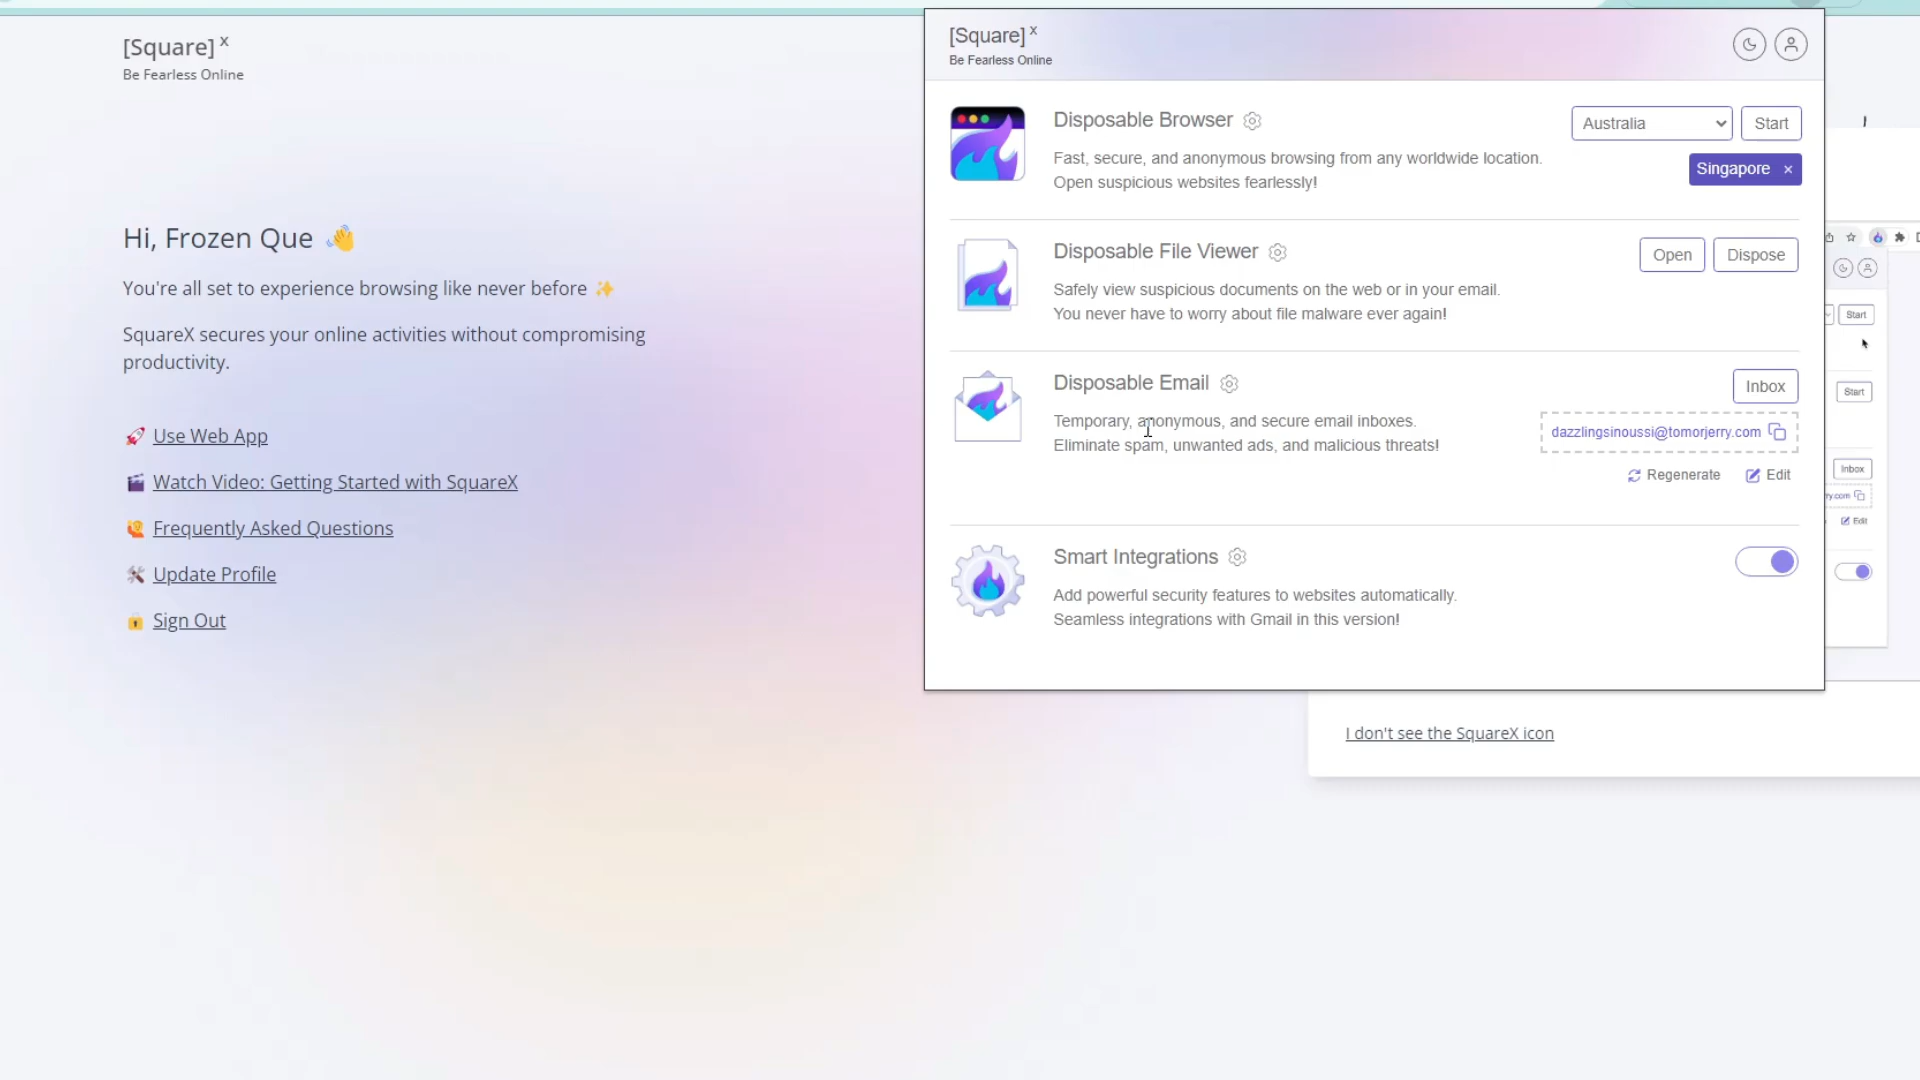 [Square] x
Be Fearless Online
Hi, Frozen Que 👋
You're all set to experience browsing like never before ✨
SquareX secures your online activities without compromising
productivity.
🚀 Use Web App
🎬 Watch Video: Getting Started with SquareX
🙋 Frequently Asked Questions
🛠 Update Profile
🔒 Sign Out
[Square] x
Be Fearless Online
Disposable Browser
Australia
Start
Fast, secure, and anonymous browsing from any worldwide location.
Open suspicious websites fearlessly!
Singapore ×
Disposable File Viewer
Open
Dispose
Safely view suspicious documents on the web or in your email.
You never have to worry about file malware ever again!
Disposable Email
Inbox
Temporary, anonymous, and secure email inboxes.
Eliminate spam, unwanted ads, and malicious threats!
dazzlingsinoussi@tomorjerry.com
Regenerate
Edit
Smart Integrations
Add powerful security features to websites automatically.
Seamless integrations with Gmail in this version!
Start
Start
Inbox
ry.com
Edit
I don't see the SquareX icon